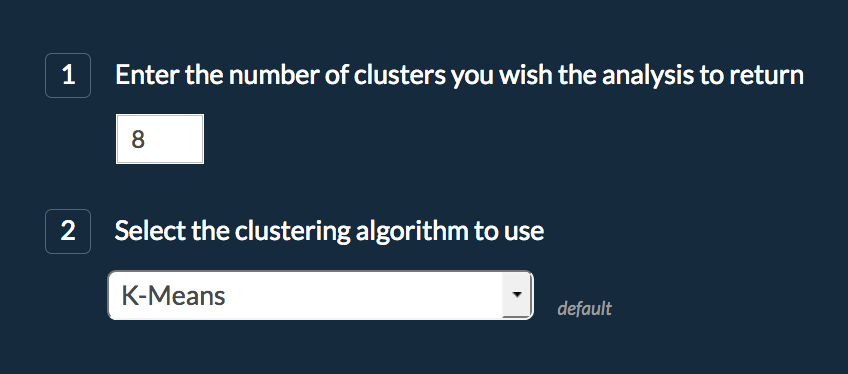 1 Enter the number of clusters you wish the analysis to return
8
2 Select the clustering algorithm to use
K-Means
default